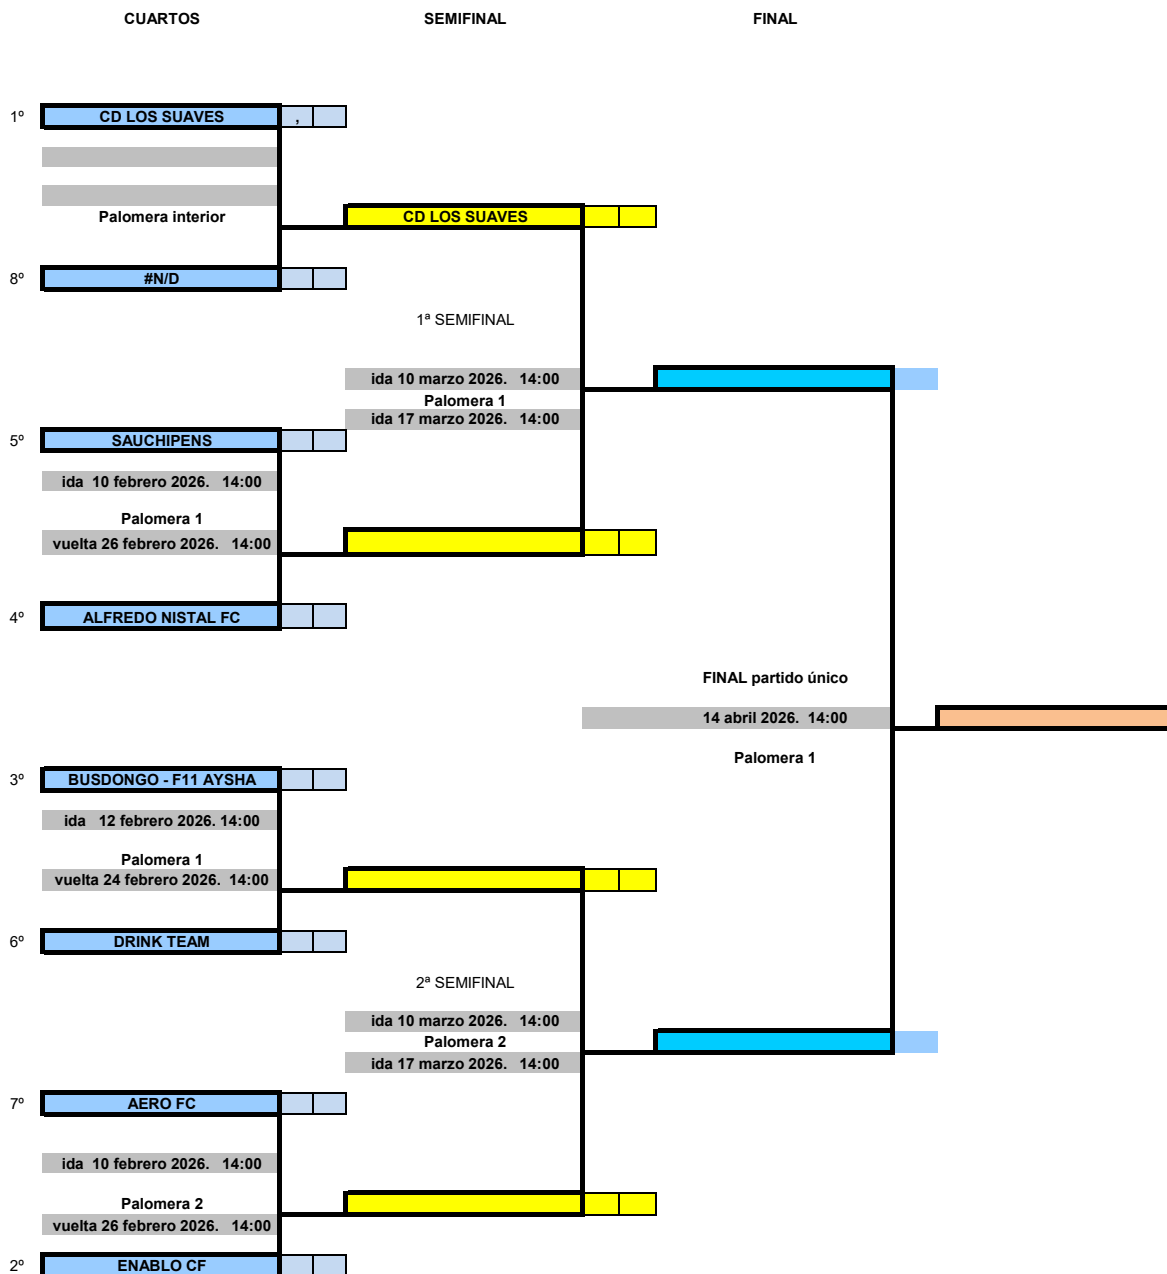 CUARTOS SEMIFINAL FINAL
1º CD LOS SUAVES ,
Palomera interior CD LOS SUAVES
8º #N/D
1ª SEMIFINAL
ida 10 marzo 2026. 14:00
Palomera 1
ida 17 marzo 2026. 14:00
5º SAUCHIPENS
ida 10 febrero 2026. 14:00
Palomera 1
vuelta 26 febrero 2026. 14:00
4º ALFREDO NISTAL FC
FINAL partido único
14 abril 2026. 14:00
Palomera 1
3º BUSDONGO - F11 AYSHA
ida 12 febrero 2026. 14:00
Palomera 1
vuelta 24 febrero 2026. 14:00
6º DRINK TEAM
2ª SEMIFINAL
ida 10 marzo 2026. 14:00
Palomera 2
ida 17 marzo 2026. 14:00
7º AERO FC
ida 10 febrero 2026. 14:00
Palomera 2
vuelta 26 febrero 2026. 14:00
2º ENABLO CF